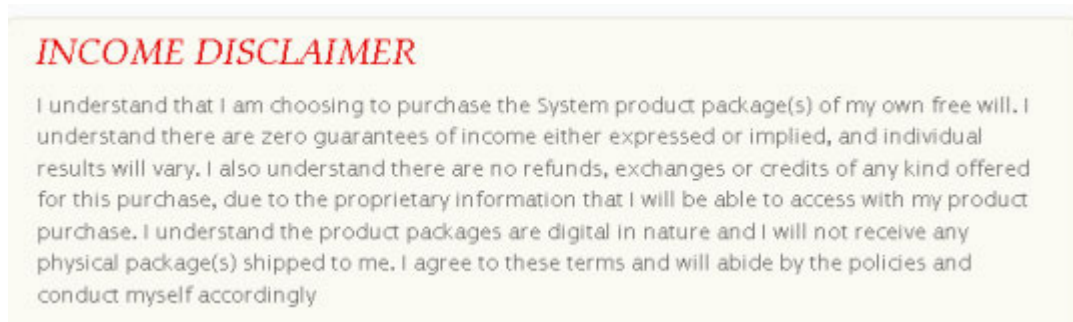 INCOME DISCLAIMER
I understand that I am choosing to purchase the System product package(s) of my own free will. I
understand there are zero guarantees of income either expressed or implied, and individual
results will vary. I also understand there are no refunds, exchanges or credits of any kind offered
for this purchase, due to the proprietary information that I will be able to access with my product
purchase. I understand the product packages are digital in nature and I will not receive any
physical package(s) shipped to me. I agree to these terms and will abide by the policies and
conduct myself accordingly